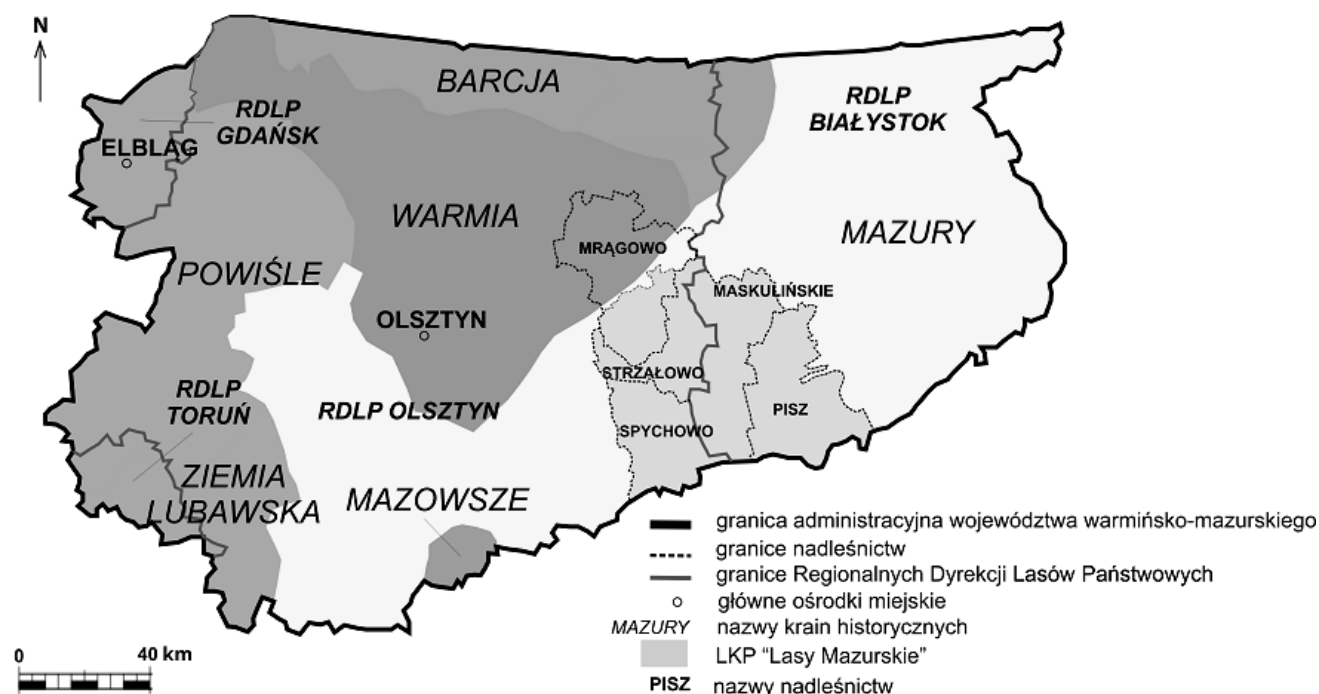 N
BARCJA
RDLP
GDAŃSK
RDLP
BIAŁYSTOK
ELBLĄG
WARMIA
MAZURY
MRĄGOWO
POWIŚLE
MASKULIŃSKIE
OLSZTYN
STRZAŁOWO
RDLP
TORUŃ
RDLP OLSZTYN
PISZ
SPYCHOWO
ZIEMIA
LUBAWSKA
MAZOWSZE
granica administracyjna województwa warmińsko-mazurskiego
granice nadleśnictw
granice Regionalnych Dyrekcji Lasów Państwowych
główne ośrodki miejskie
MAZURY nazwy krain historycznych
LKP "Lasy Mazurskie"
PISZ nazwy nadleśnictw
0 40 km